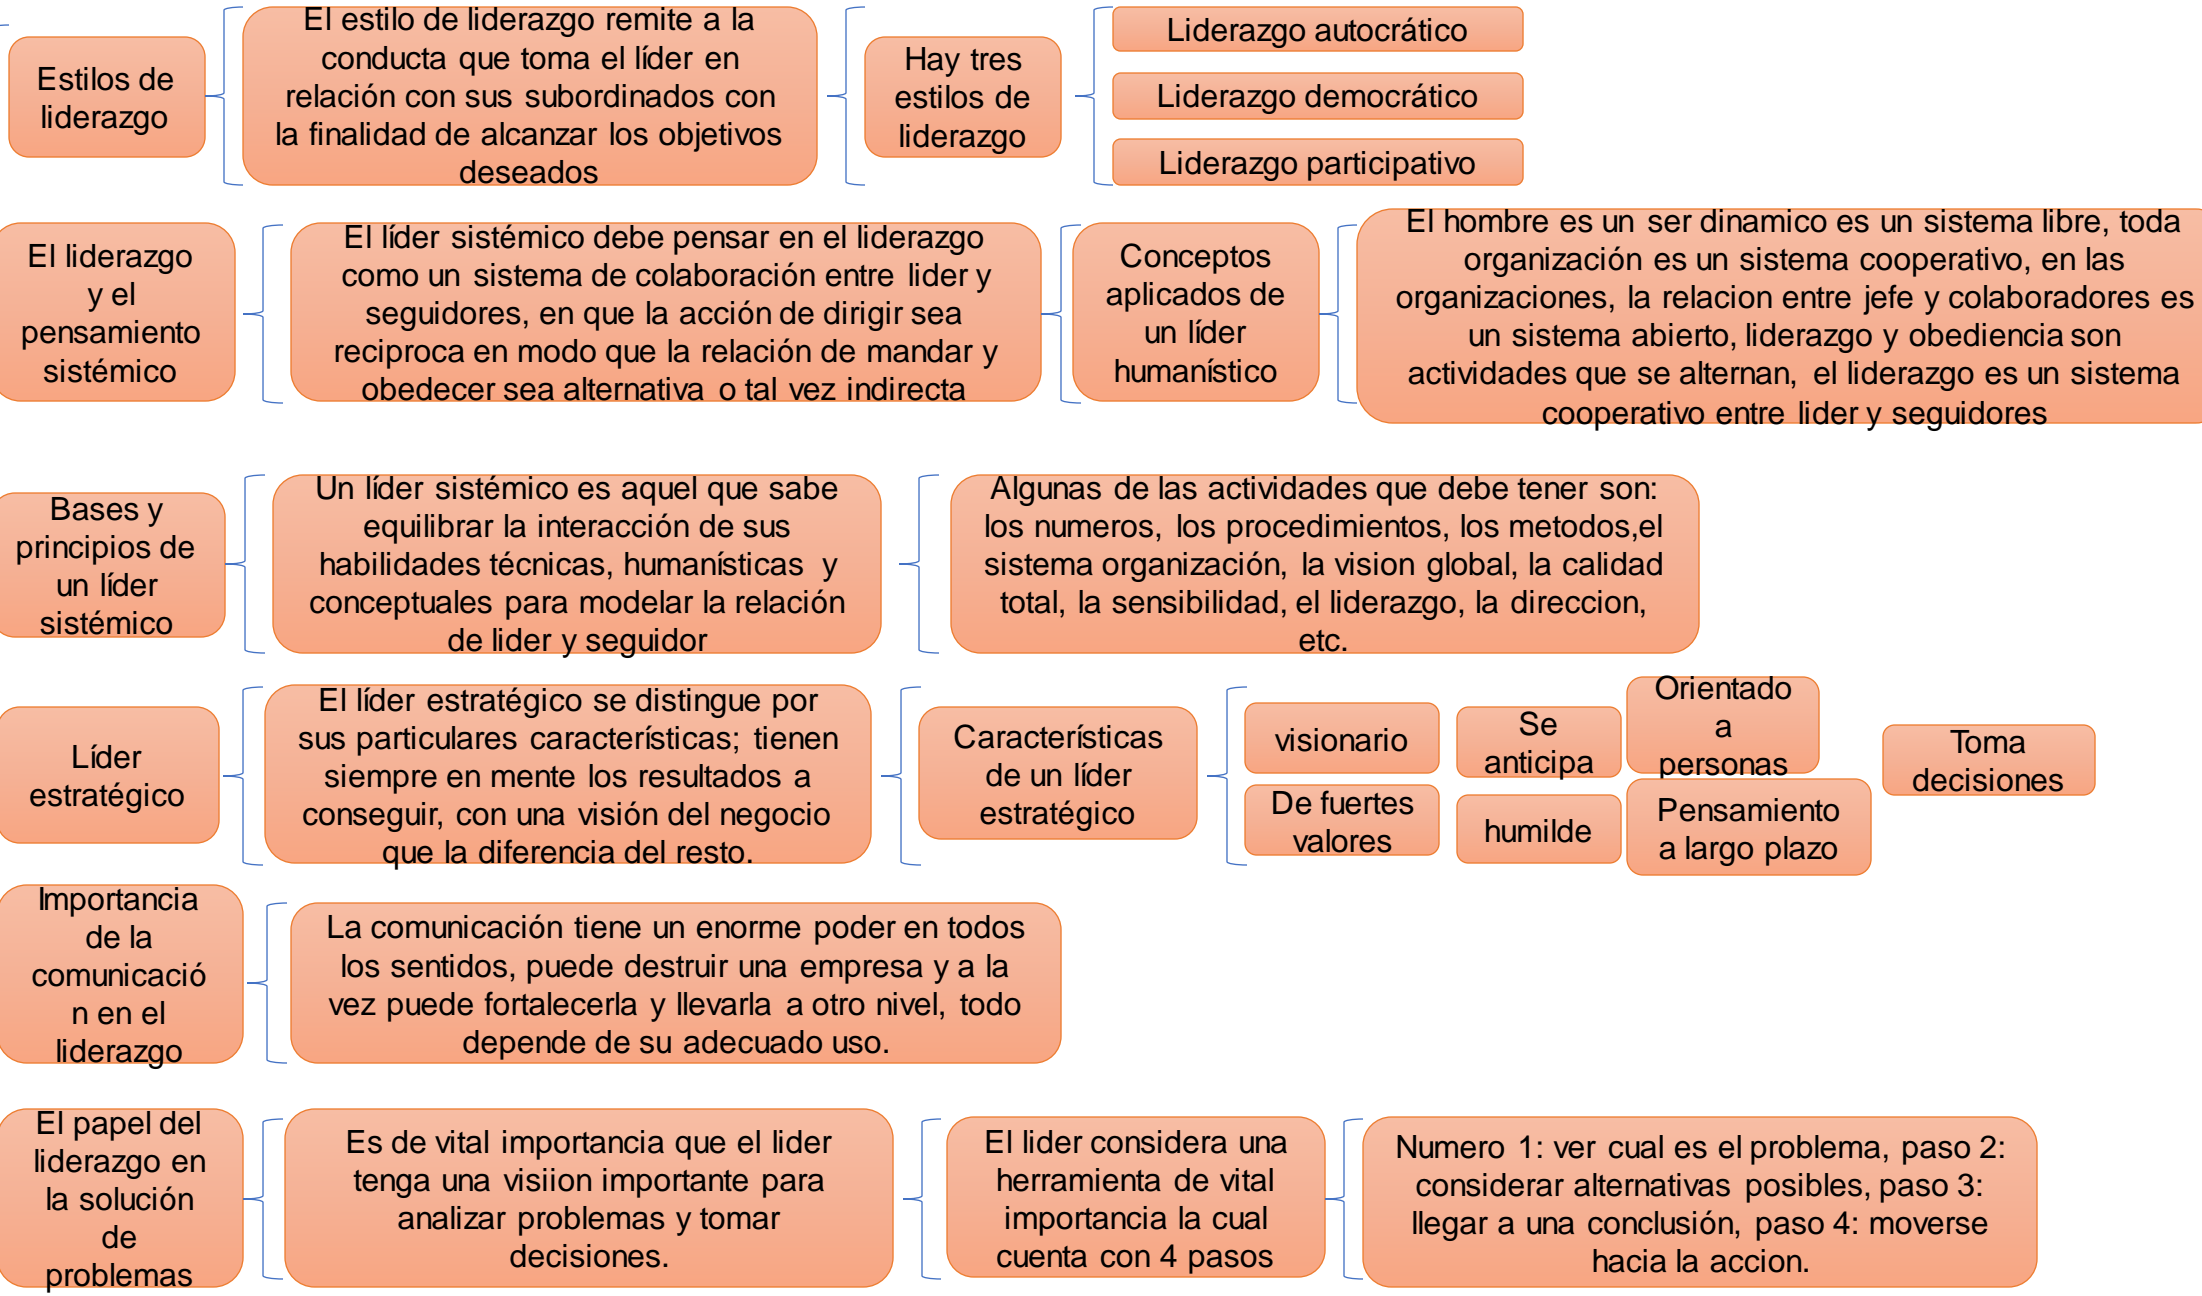 Estilos de
liderazgo
El estilo de liderazgo remite a la
conducta que toma el líder en
relación con sus subordinados con
la finalidad de alcanzar los objetivos
deseados
Hay tres
estilos de
liderazgo
Liderazgo autocrático
Liderazgo democrático
Liderazgo participativo
El liderazgo
y el
pensamiento
sistémico
El líder sistémico debe pensar en el liderazgo
como un sistema de colaboración entre lider y
seguidores, en que la acción de dirigir sea
reciproca en modo que la relación de mandar y
obedecer sea alternativa o tal vez indirecta
Conceptos
aplicados de
un líder
humanístico
El hombre es un ser dinamico es un sistema libre, toda
organización es un sistema cooperativo, en las
organizaciones, la relacion entre jefe y colaboradores es
un sistema abierto, liderazgo y obediencia son
actividades que se alternan, el liderazgo es un sistema
cooperativo entre lider y seguidores
Bases y
principios de
un líder
sistémico
Un líder sistémico es aquel que sabe
equilibrar la interacción de sus
habilidades técnicas, humanísticas y
conceptuales para modelar la relación
de lider y seguidor
Algunas de las actividades que debe tener son:
los numeros, los procedimientos, los metodos,el
sistema organización, la vision global, la calidad
total, la sensibilidad, el liderazgo, la direccion,
etc.
Líder
estratégico
El líder estratégico se distingue por
sus particulares características; tienen
siempre en mente los resultados a
conseguir, con una visión del negocio
que la diferencia del resto.
Características
de un líder
estratégico
visionario
Se
anticipa
Orientado
a
personas
Toma
decisiones
De fuertes
valores
humilde
Pensamiento
a largo plazo
Importancia
de la
comunicació
n en el
liderazgo
La comunicación tiene un enorme poder en todos
los sentidos, puede destruir una empresa y a la
vez puede fortalecerla y llevarla a otro nivel, todo
depende de su adecuado uso.
El papel del
liderazgo en
la solución
de
problemas
Es de vital importancia que el lider
tenga una visiion importante para
analizar problemas y tomar
decisiones.
El lider considera una
herramienta de vital
importancia la cual
cuenta con 4 pasos
Numero 1: ver cual es el problema, paso 2:
considerar alternativas posibles, paso 3:
llegar a una conclusión, paso 4: moverse
hacia la accion.